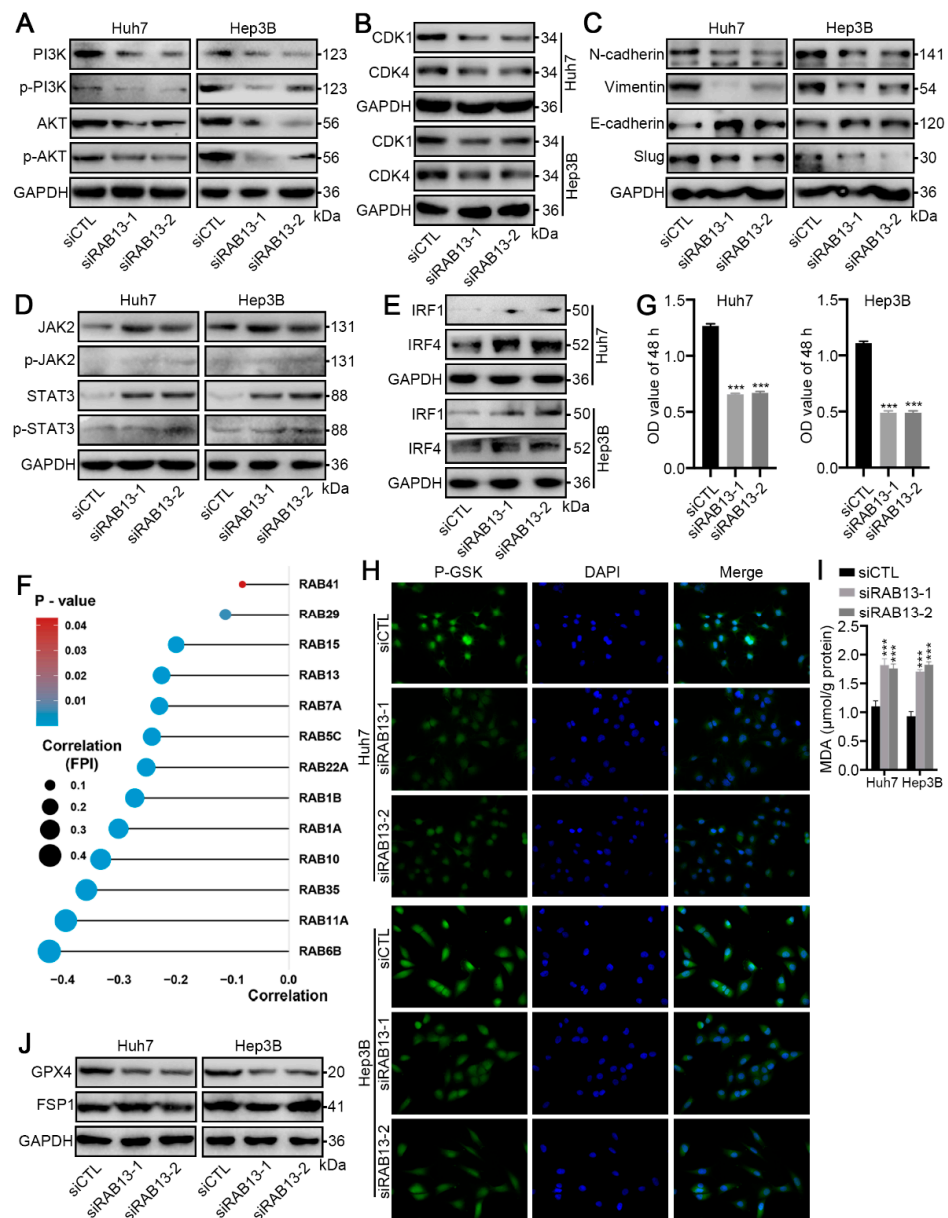 A
Huh7 Hep3B
PI3K 123
p-PI3K 123
AKT 56
p-AKT 56
GAPDH 36
kDa
siCTL siRAB13-1 siRAB13-2 siCTL siRAB13-1 siRAB13-2
B
CDK1 34
CDK4 34
GAPDH 36
Huh7
CDK1 34
CDK4 34
GAPDH 36
Hep3B
kDa
siCTL siRAB13-1 siRAB13-2
C
Huh7 Hep3B
N-cadherin 141
Vimentin 54
E-cadherin 120
Slug 30
GAPDH 36
kDa
siCTL siRAB13-1 siRAB13-2 siCTL siRAB13-1 siRAB13-2
D
Huh7 Hep3B
JAK2 131
p-JAK2 131
STAT3 88
p-STAT3 88
GAPDH 36
kDa
siCTL siRAB13-1 siRAB13-2 siCTL siRAB13-1 siRAB13-2
E
IRF1 50
IRF4 52
GAPDH 36
Huh7
IRF1 50
IRF4 52
GAPDH 36
Hep3B
kDa
siCTL siRAB13-1 siRAB13-2
G
Huh7
OD value of 48 h
1.5
1.0
0.5
0.0
*** ***
siCTL siRAB13-1 siRAB13-2
Hep3B
OD value of 48 h
1.5
1.0
0.5
0.0
*** ***
siCTL siRAB13-1 siRAB13-2
F
P - value
0.04
0.03
0.02
0.01
Correlation
(FPI)
0.1
0.2
0.3
0.4
RAB41
RAB29
RAB15
RAB13
RAB7A
RAB5C
RAB22A
RAB1B
RAB1A
RAB10
RAB35
RAB11A
RAB6B
−0.4 −0.3 −0.2 −0.1 0.0
Correlation
H
P-GSK DAPI Merge
Huh7
siCTL
siRAB13-1
siRAB13-2
Hep3B
siCTL
siRAB13-1
siRAB13-2
I
siCTL
siRAB13-1
siRAB13-2
MDA (μmol/g protein)
2.5
2.0
1.5
1.0
0.5
0.0
*** *** *** ***
Huh7 Hep3B
J
Huh7 Hep3B
GPX4 20
FSP1 41
GAPDH 36
kDa
siCTL siRAB13-1 siRAB13-2 siCTL siRAB13-1 siRAB13-2